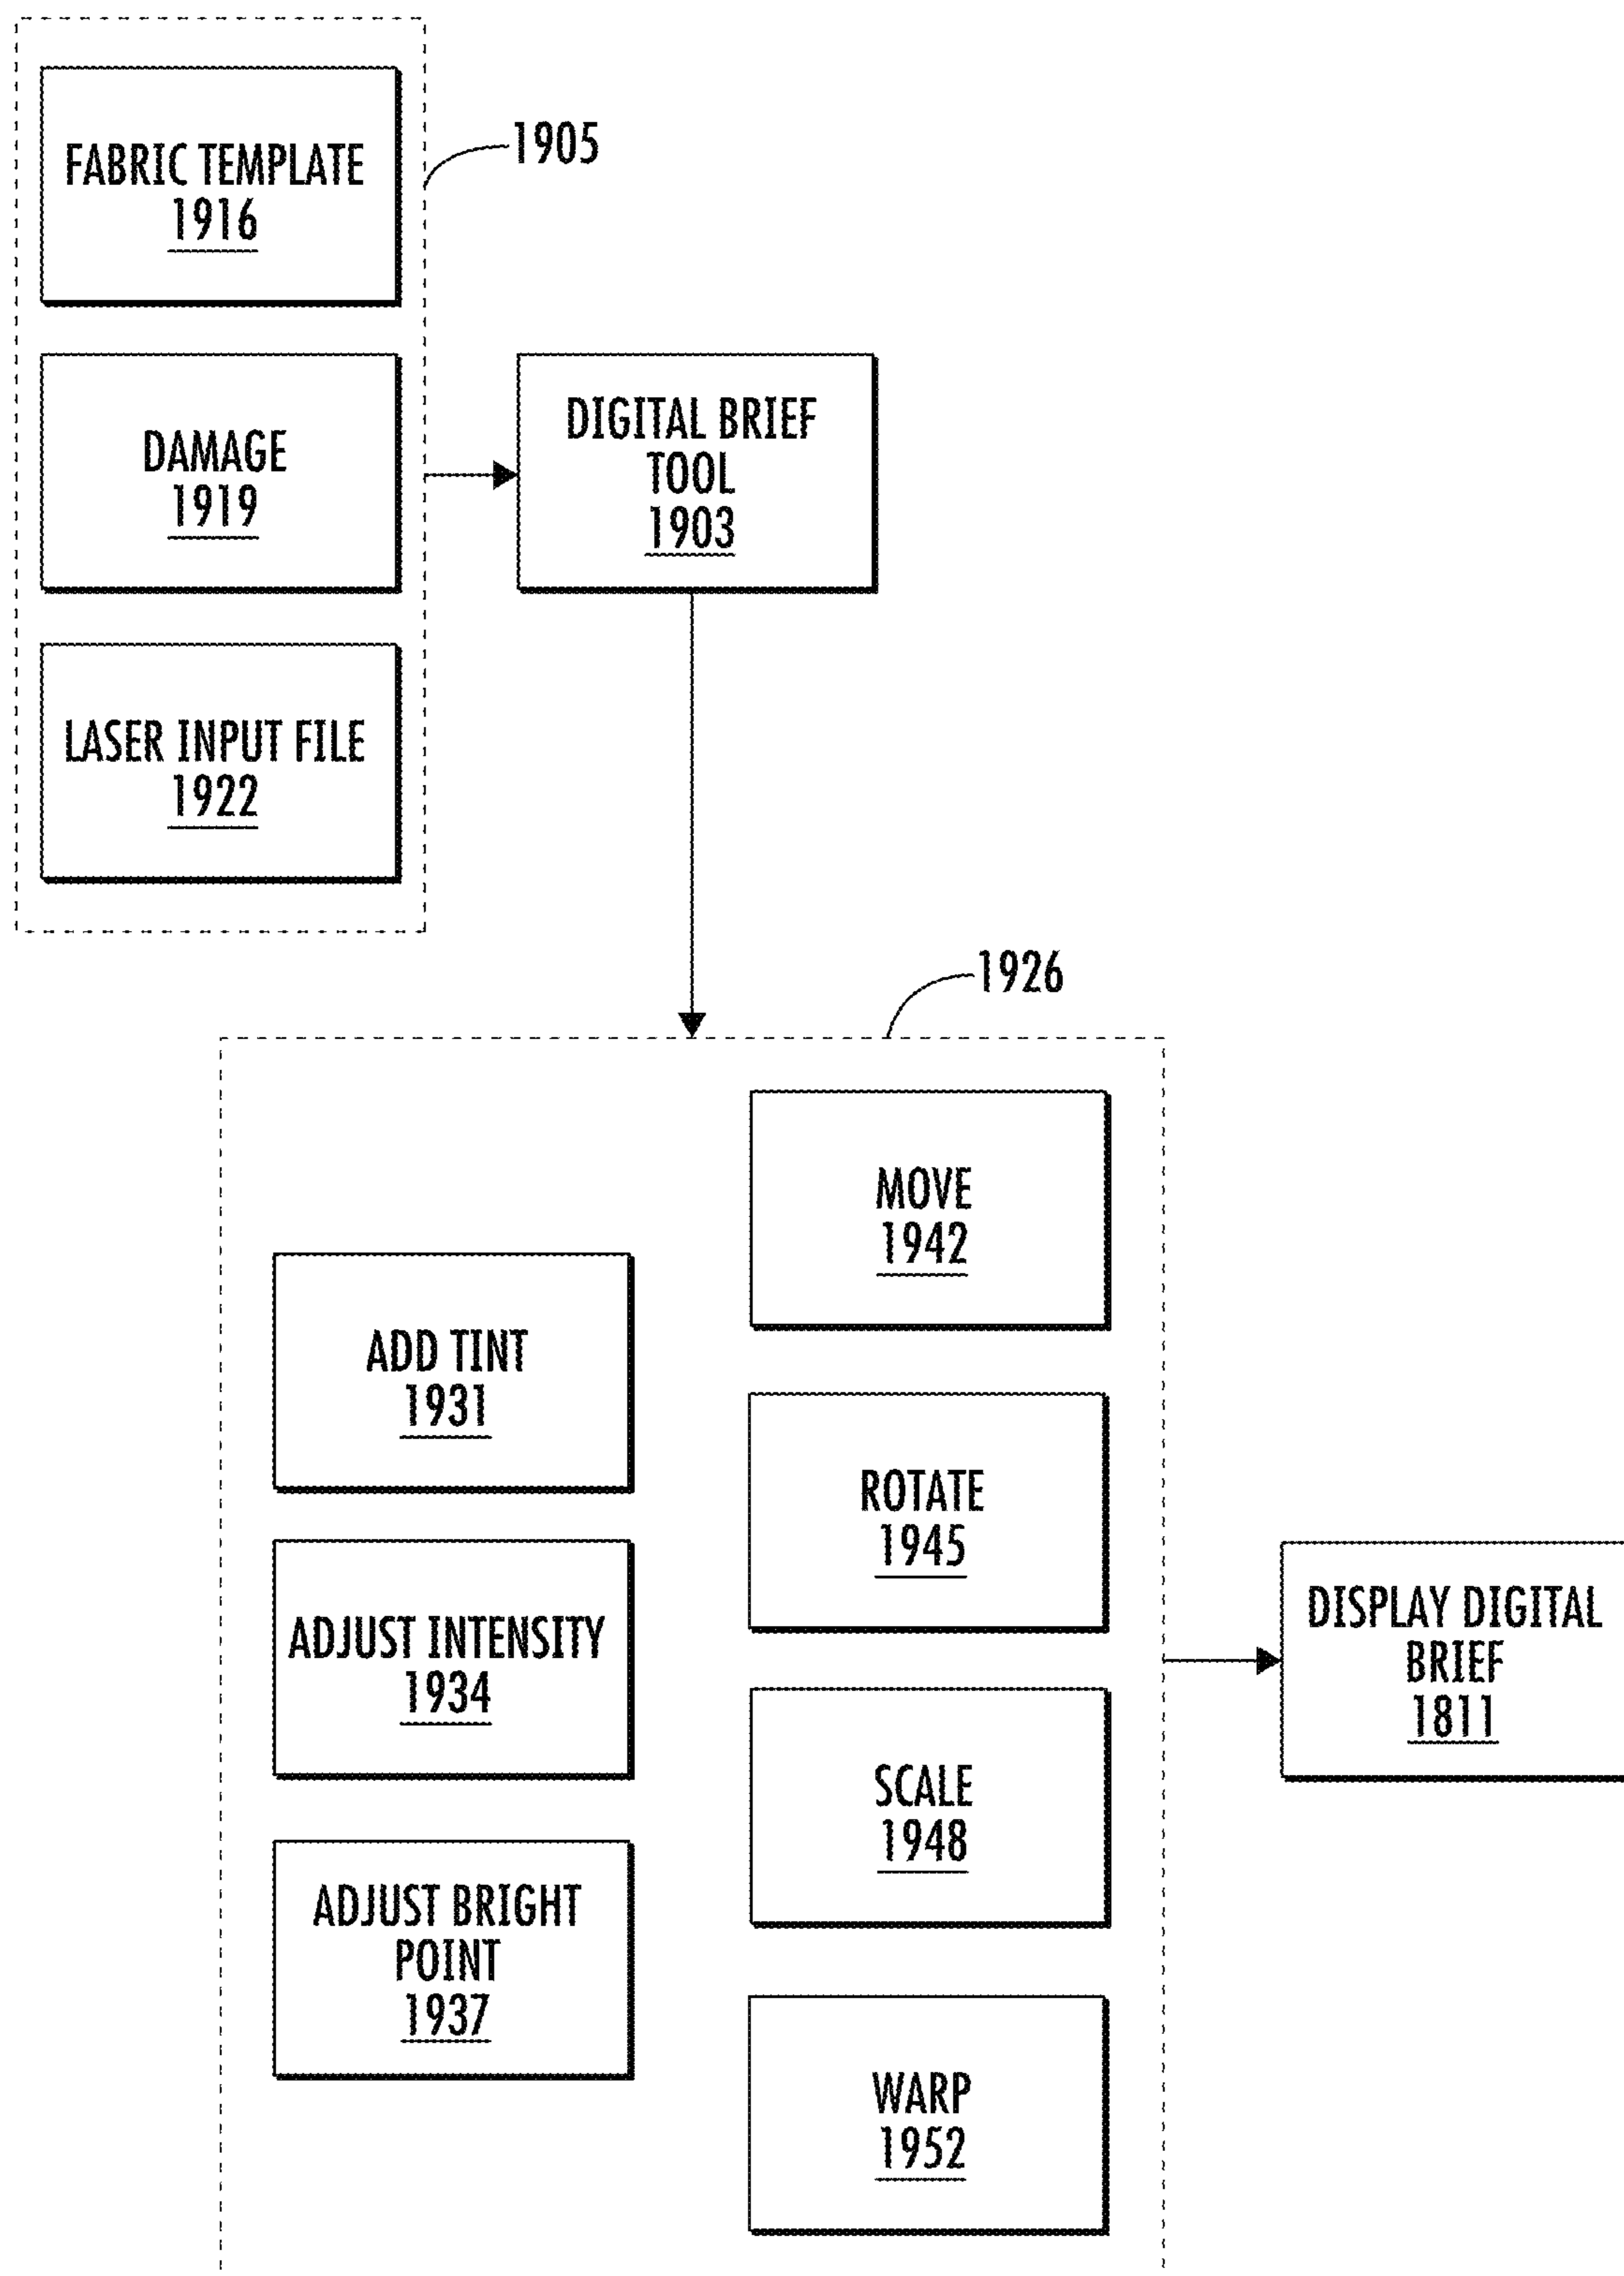 FABRIC TEMPLATE
1916
1905
DAMAGE
1919
DIGITAL BRIEF
TOOL
1903
LASER INPUT FILE
1922
1926
MOVE
1942
ADD TINT
1931
ROTATE
1945
ADJUST INTENSITY
1934
DISPLAY DIGITAL
BRIEF
1811
SCALE
1948
ADJUST BRIGHT
POINT
1937
WARP
1952